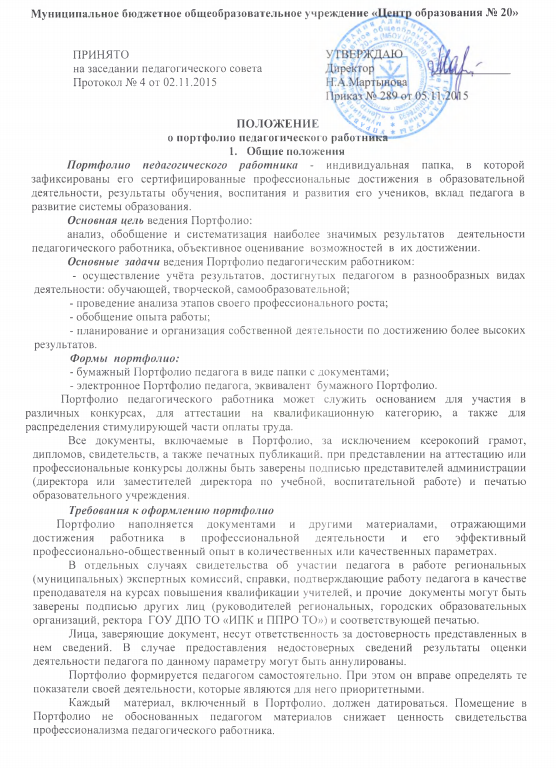 Муниципальное бюджетное общеобразовательное учреждение «Центр образования № 20»
ПРИНЯТО
на заседании педагогического совета
Протокол № 4 от 02.11.2015
УТВЕРЖДАЮ
Директор
Н.А.Мартынова
Приказ № 289 от 05.11.2015
ПОЛОЖЕНИЕ
о портфолио педагогического работника
1. Общие положения
Портфолио педагогического работника - индивидуальная папка, в которой
зафиксированы его сертифицированные профессиональные достижения в образовательной
деятельности, результаты обучения, воспитания и развития его учеников, вклад педагога в
развитие системы образования.
Основная цель ведения Портфолио:
анализ, обобщение и систематизация наиболее значимых результатов деятельности
педагогического работника, объективное оценивание возможностей в их достижении.
Основные задачи ведения Портфолио педагогическим работником:
- осуществление учёта результатов, достигнутых педагогом в разнообразных видах
деятельности: обучающей, творческой, самообразовательной;
- проведение анализа этапов своего профессионального роста;
- обобщение опыта работы;
- планирование и организация собственной деятельности по достижению более высоких
результатов.
Формы портфолио:
- бумажный Портфолио педагога в виде папки с документами;
- электронное Портфолио педагога, эквивалент бумажного Портфолио.
Портфолио педагогического работника может служить основанием для участия в
различных конкурсах, для аттестации на квалификационную категорию, а также для
распределения стимулирующей части оплаты труда.
Все документы, включаемые в Портфолио, за исключением ксерокопий грамот,
дипломов, свидетельств, а также печатных публикаций, при представлении на аттестацию или
профессиональные конкурсы должны быть заверены подписью представителей администрации
(директора или заместителей директора по учебной, воспитательной работе) и печатью
образовательного учреждения.
Требования к оформлению портфолио
Портфолио наполняется документами и другими материалами, отражающими
достижения работника в профессиональной деятельности и его эффективный
профессионально-общественный опыт в количественных или качественных параметрах.
В отдельных случаях свидетельства об участии педагога в работе региональных
(муниципальных) экспертных комиссий, справки, подтверждающие работу педагога в качестве
преподавателя на курсах повышения квалификации учителей, и прочие документы могут быть
заверены подписью других лиц (руководителей региональных, городских образовательных
организаций, ректора ГОУ ДПО ТО «ИПК и ППРО ТО») и соответствующей печатью.
Лица, заверяющие документ, несут ответственность за достоверность представленных в
нем сведений. В случае предоставления недостоверных сведений результаты оценки
деятельности педагога по данному параметру могут быть аннулированы.
Портфолио формируется педагогом самостоятельно. При этом он вправе определять те
показатели своей деятельности, которые являются для него приоритетными.
Каждый материал, включенный в Портфолио, должен датироваться. Помещение в
Портфолио не обоснованных педагогом материалов снижает ценность свидетельства
профессионализма педагогического работника.